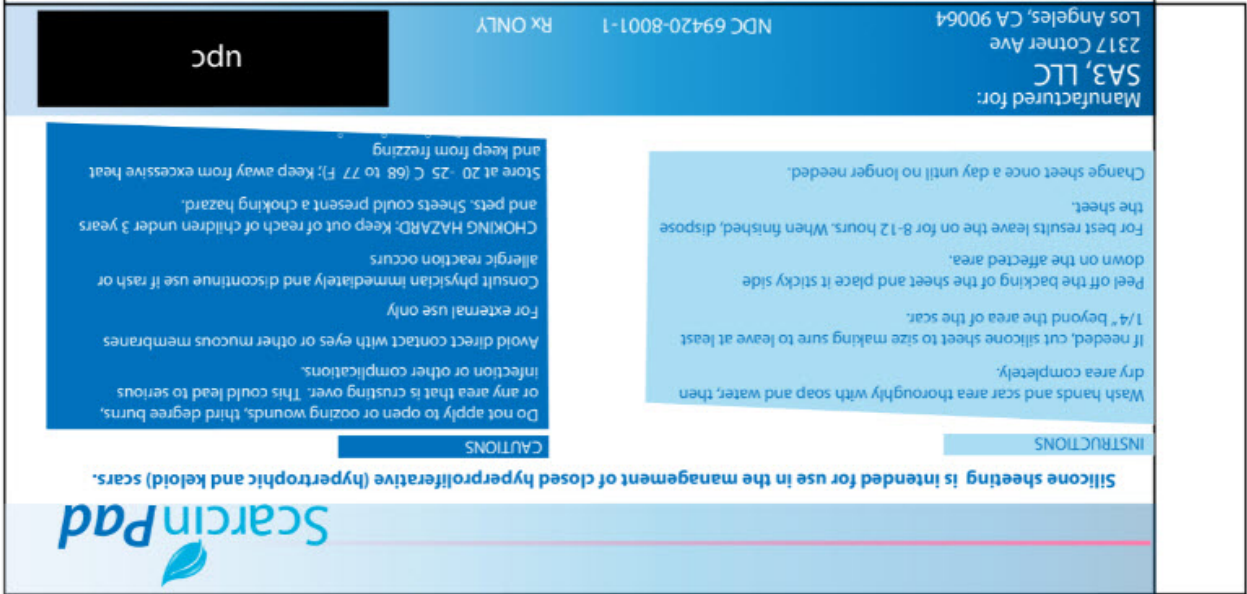 Scarcin Pad
Silicone sheeting is intended for use in the management of closed hyperproliferative (hypertrophic and keloid) scars.
INSTRUCTIONS
Wash hands and scar area thoroughly with soap and water, then
dry area completely.
If needed, cut silicone sheet to size making sure to leave at least
1/4" beyond the area of the scar.
Peel off the backing of the sheet and place it sticky side
down on the affected area.
For best results leave the on for 8-12 hours. When finished, dispose
the sheet.
Change sheet once a day until no longer needed.
CAUTIONS
Do not apply to open or oozing wounds, third degree burns,
or any area that is crusting over. This could lead to serious
infection or other complications.
Avoid direct contact with eyes or other mucous membranes
For external use only
Consult physician immediately and discontinue use if rash or
allergic reaction occurs
CHOKING HAZARD: Keep out of reach of children under 3 years
and pets. Sheets could present a choking hazard.
Store at 20 -25 C (68 to 77 F); Keep away from excessive heat
and keep from frezzing
Manufactured for:
SA3, LLC
2317 Cotner Ave
Los Angeles, CA 90064
NDC 69420-8001-1
Rx ONLY
upc